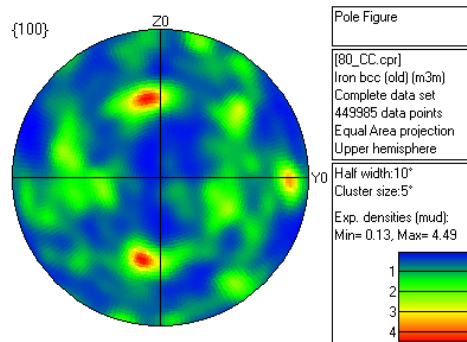 {100}
Z0
Y0
Pole Figure
[80_CC.cpr]
Iron bcc (old) (m3m)
Complete data set
449985 data points
Equal Area projection
Upper hemisphere
Half width:10°
Cluster size:5°
Exp. densities (mud):
Min= 0.13, Max= 4.49
1
2
3
4